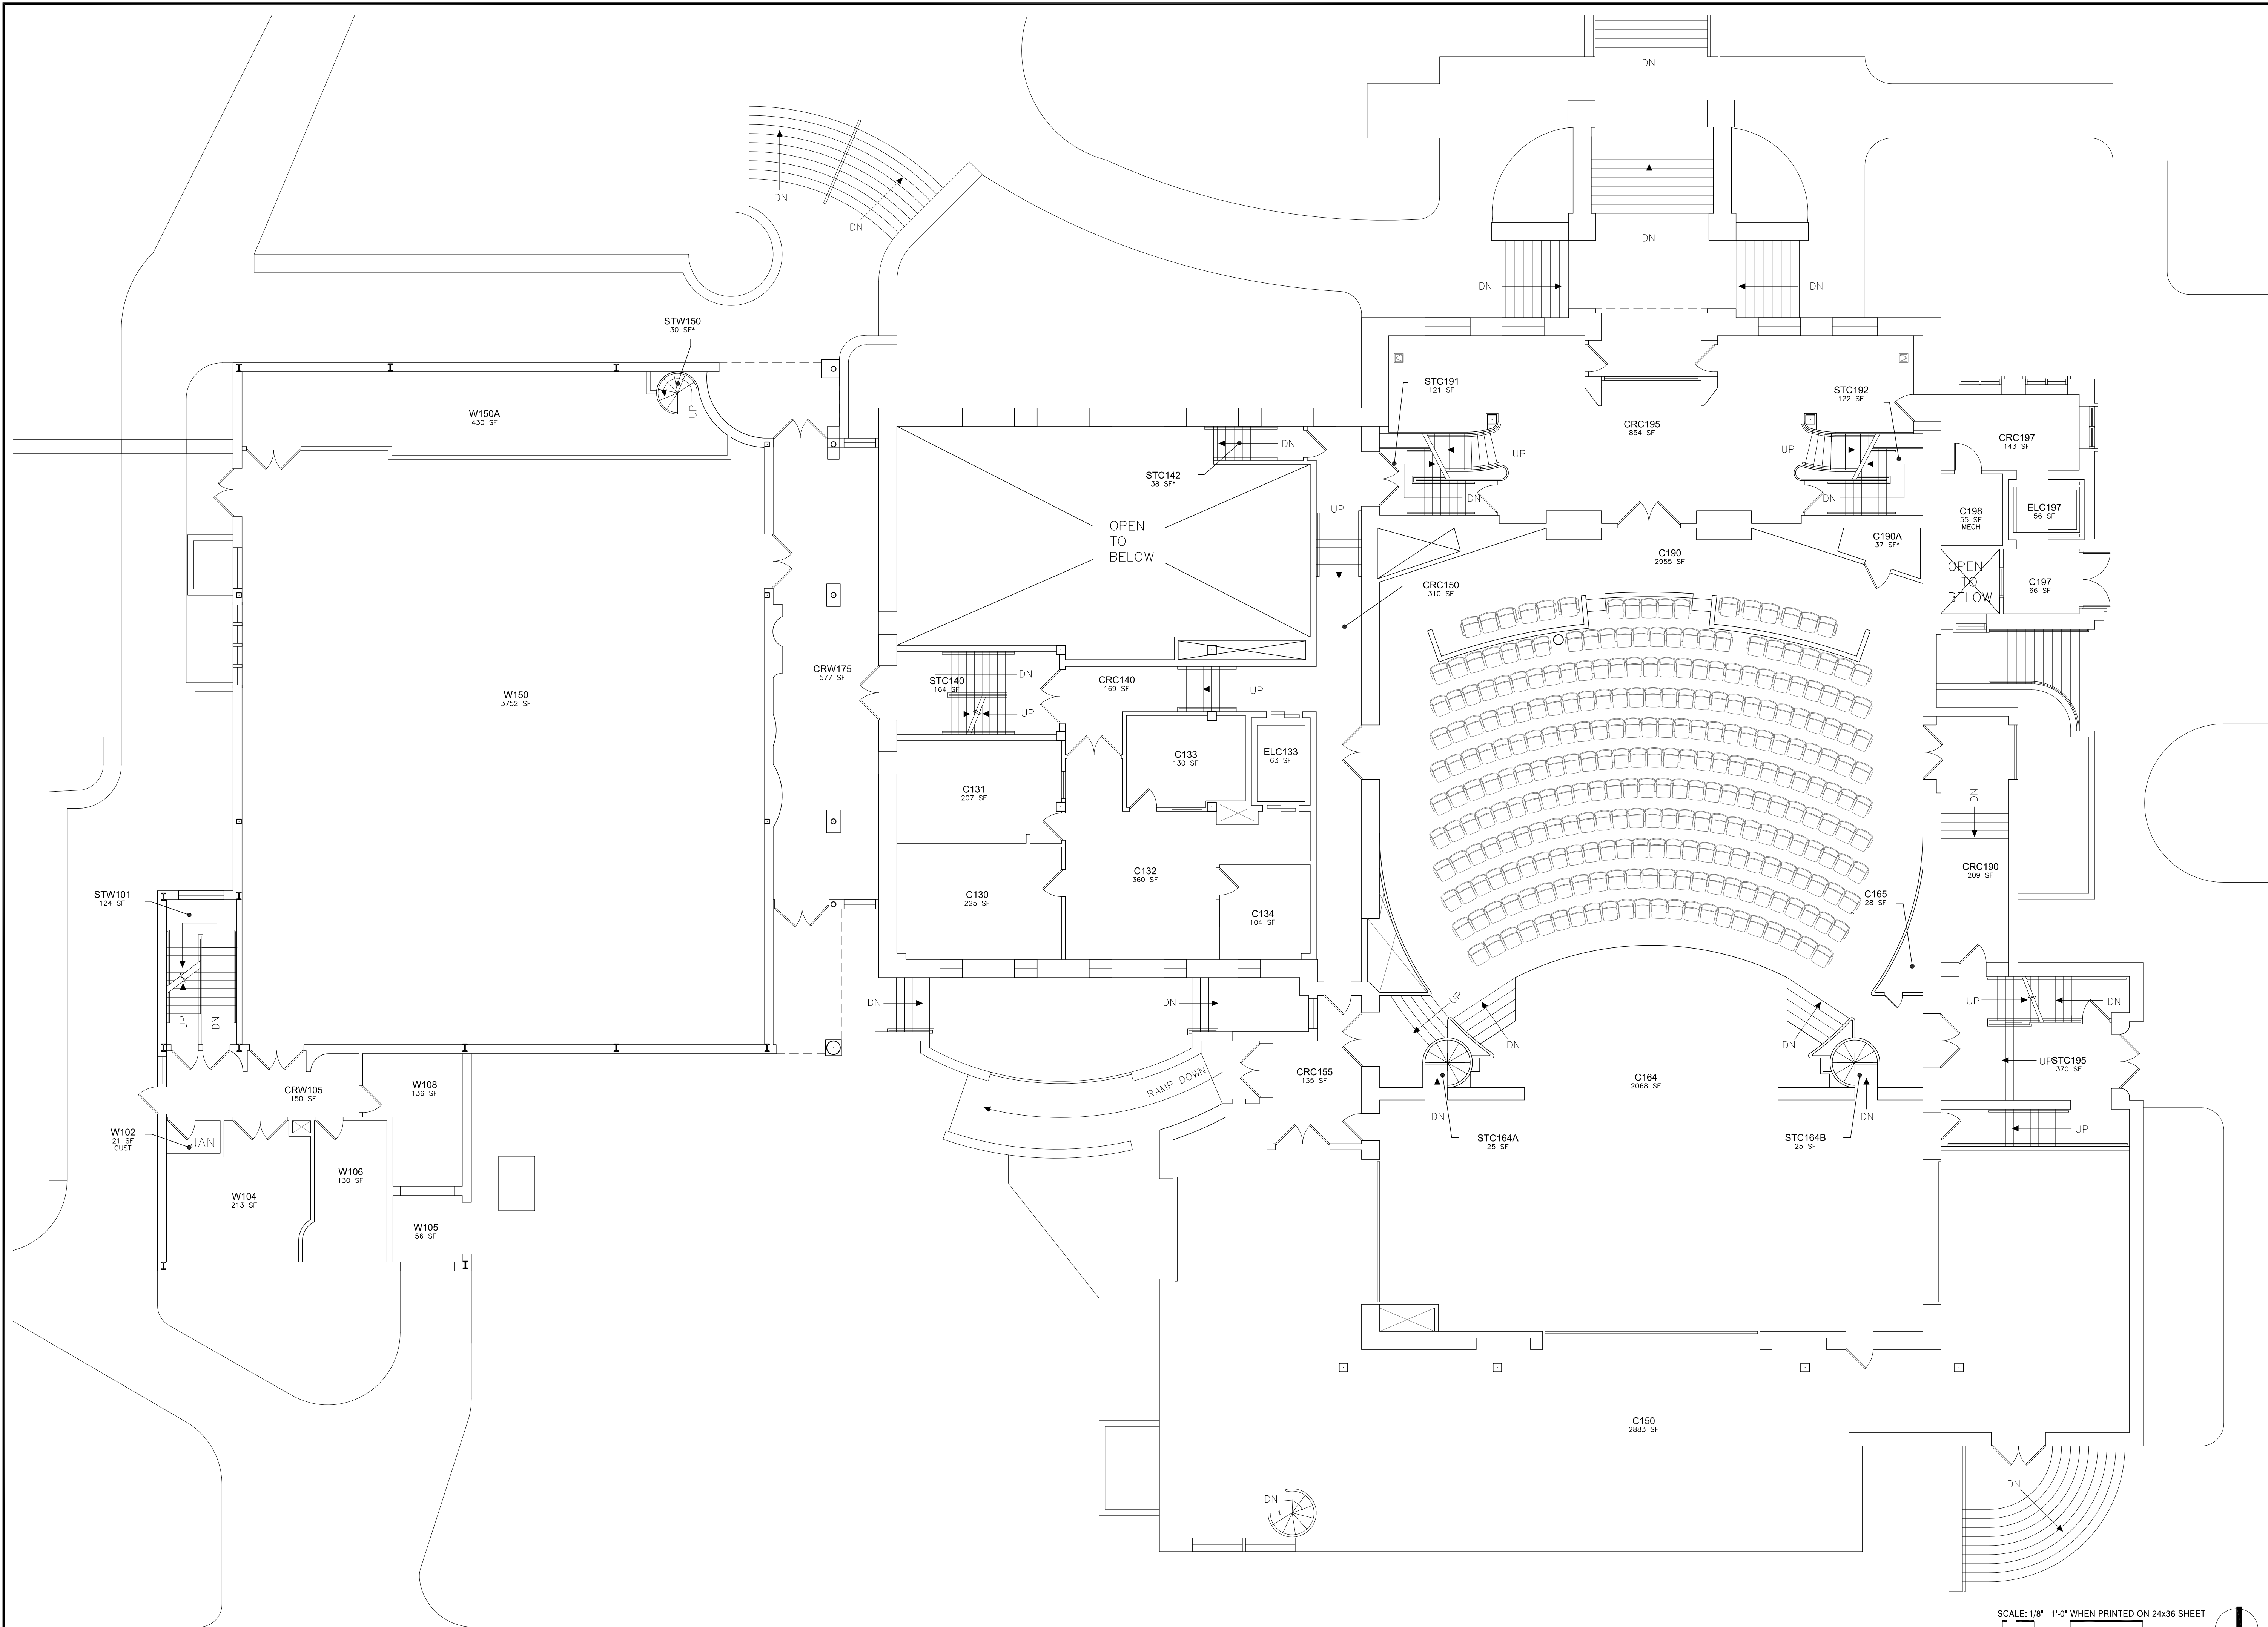 DN
DN
DN
DN
DN
DN
STW150
30 SF*
UP
W150A
430 SF
STC191
121 SF
STC192
122 SF
CRC195
854 SF
CRC197
143 SF
DN
STC142
38 SF*
UP
UP
DN
DN
UP
OPEN
TO
BELOW
C198
55 SF
MECH
ELC197
56 SF
C190A
37 SF*
C190
2955 SF
OPEN
TO
BELOW
C197
66 SF
CRC150
310 SF
CRW175
577 SF
STC140
164 SF
DN
UP
CRC140
169 SF
UP
W150
3752 SF
C133
130 SF
ELC133
63 SF
C131
207 SF
DN
CRC190
209 SF
C132
360 SF
C130
225 SF
C134
104 SF
C165
28 SF
STW101
124 SF
UP
DN
DN
DN
UP
DN
DN
UP
DN
UP
STC195
370 SF
UP
RAMP DOWN
CRC155
135 SF
C164
2068 SF
CRW105
150 SF
W108
136 SF
W102
21 SF
CUST
JAN
DN
DN
STC164A
25 SF
STC164B
25 SF
W106
130 SF
W104
213 SF
W105
56 SF
C150
2883 SF
DN
DN
SCALE: 1/8"=1'-0" WHEN PRINTED ON 24x36 SHEET